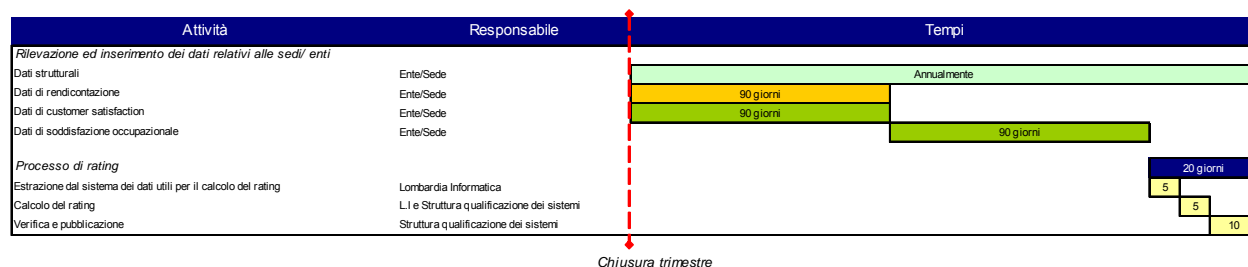 Attività Responsabile Tempi
Rilevazione ed inserimento dei dati relativi alle sedi/ enti
Dati strutturali Ente/Sede Annualmente
Dati di rendicontazione Ente/Sede 90 giorni
Dati di customer satisfaction Ente/Sede 90 giorni
Dati di soddisfazione occupazionale Ente/Sede 90 giorni
Processo di rating 20 giorni
Estrazione dal sistema dei dati utili per il calcolo del rating Lombardia Informatica 5
Calcolo del rating L.I e Struttura qualificazione dei sistemi 5
Verifica e pubblicazione Struttura qualificazione dei sistemi 10
Chiusura trimestre